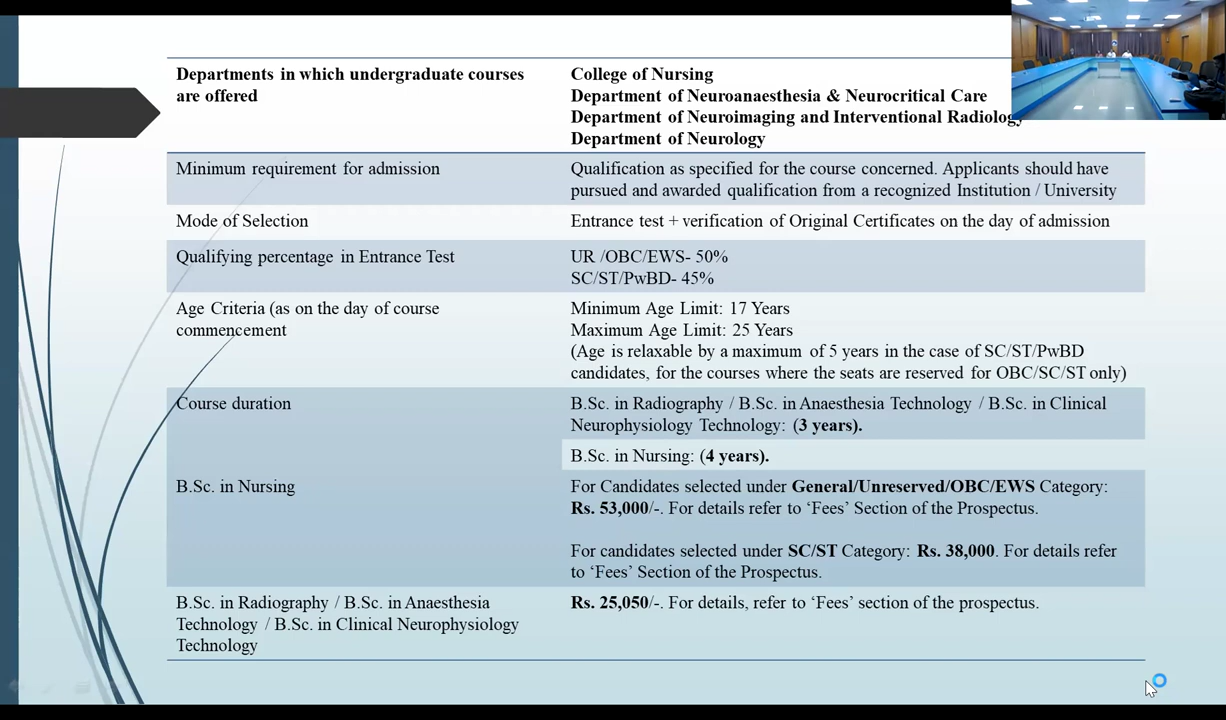 Departments in which undergraduate courses
are offered
College of Nursing
Department of Neuroanaesthesia & Neurocritical Care
Department of Neuroimaging and Interventional Radiology
Department of Neurology
Minimum requirement for admission
Qualification as specified for the course concerned. Applicants should have
pursued and awarded qualification from a recognized Institution / University
Mode of Selection
Entrance test + verification of Original Certificates on the day of admission
Qualifying percentage in Entrance Test
UR /OBC/EWS- 50%
SC/ST/PwBD- 45%
Age Criteria (as on the day of course
commencement
Minimum Age Limit: 17 Years
Maximum Age Limit: 25 Years
(Age is relaxable by a maximum of 5 years in the case of SC/ST/PwBD
candidates, for the courses where the seats are reserved for OBC/SC/ST only)
Course duration
B.Sc. in Radiography / B.Sc. in Anaesthesia Technology / B.Sc. in Clinical
Neurophysiology Technology: (3 years).
B.Sc. in Nursing: (4 years).
B.Sc. in Nursing
For Candidates selected under General/Unreserved/OBC/EWS Category:
Rs. 53,000/-. For details refer to ‘Fees’ Section of the Prospectus.
For candidates selected under SC/ST Category: Rs. 38,000. For details refer
to ‘Fees’ Section of the Prospectus.
B.Sc. in Radiography / B.Sc. in Anaesthesia
Technology / B.Sc. in Clinical Neurophysiology
Technology
Rs. 25,050/-. For details, refer to ‘Fees’ section of the prospectus.